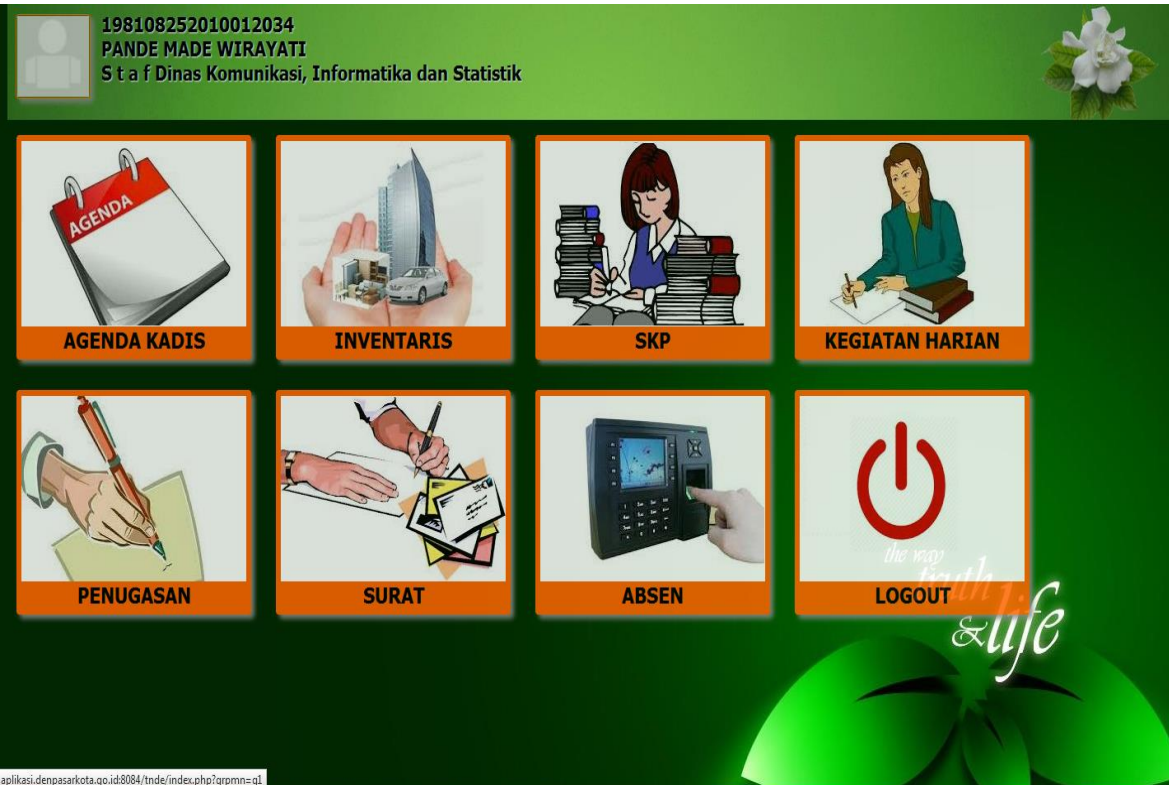 198108252010012034
PANDE MADE WIRAYATI
S t a f Dinas Komunikasi, Informatika dan Statistik
AGENDA
AGENDA KADIS
INVENTARIS
SKP
KEGIATAN HARIAN
PENUGASAN
SURAT
ABSEN
LOGOUT
the way
truth
&life
aplikasi.denpasarkota.go.id:8084/tnde/index.php?grpmn=g1